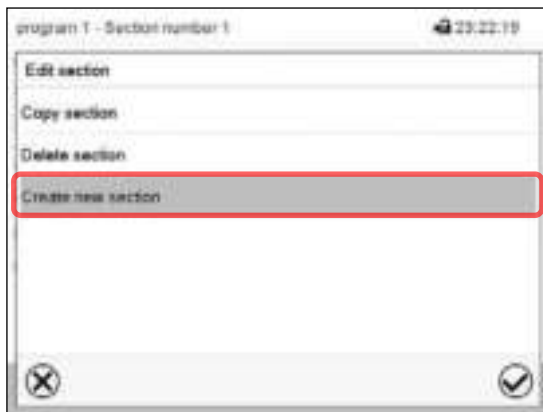 program 1 - Section number 1 23:22:19
Edit section
Copy section
Delete section
Create new section